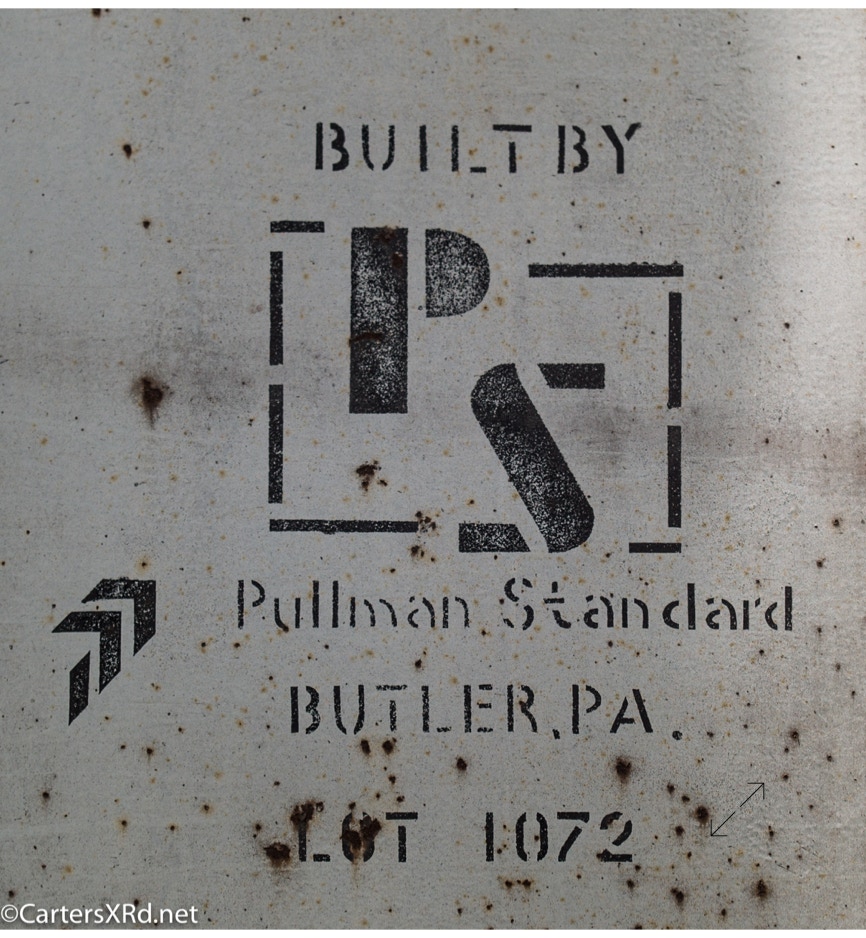 BUILT BY
PS
Pullman Standard
BUTLER, PA.
LOT 1072
©CartersXRd.net